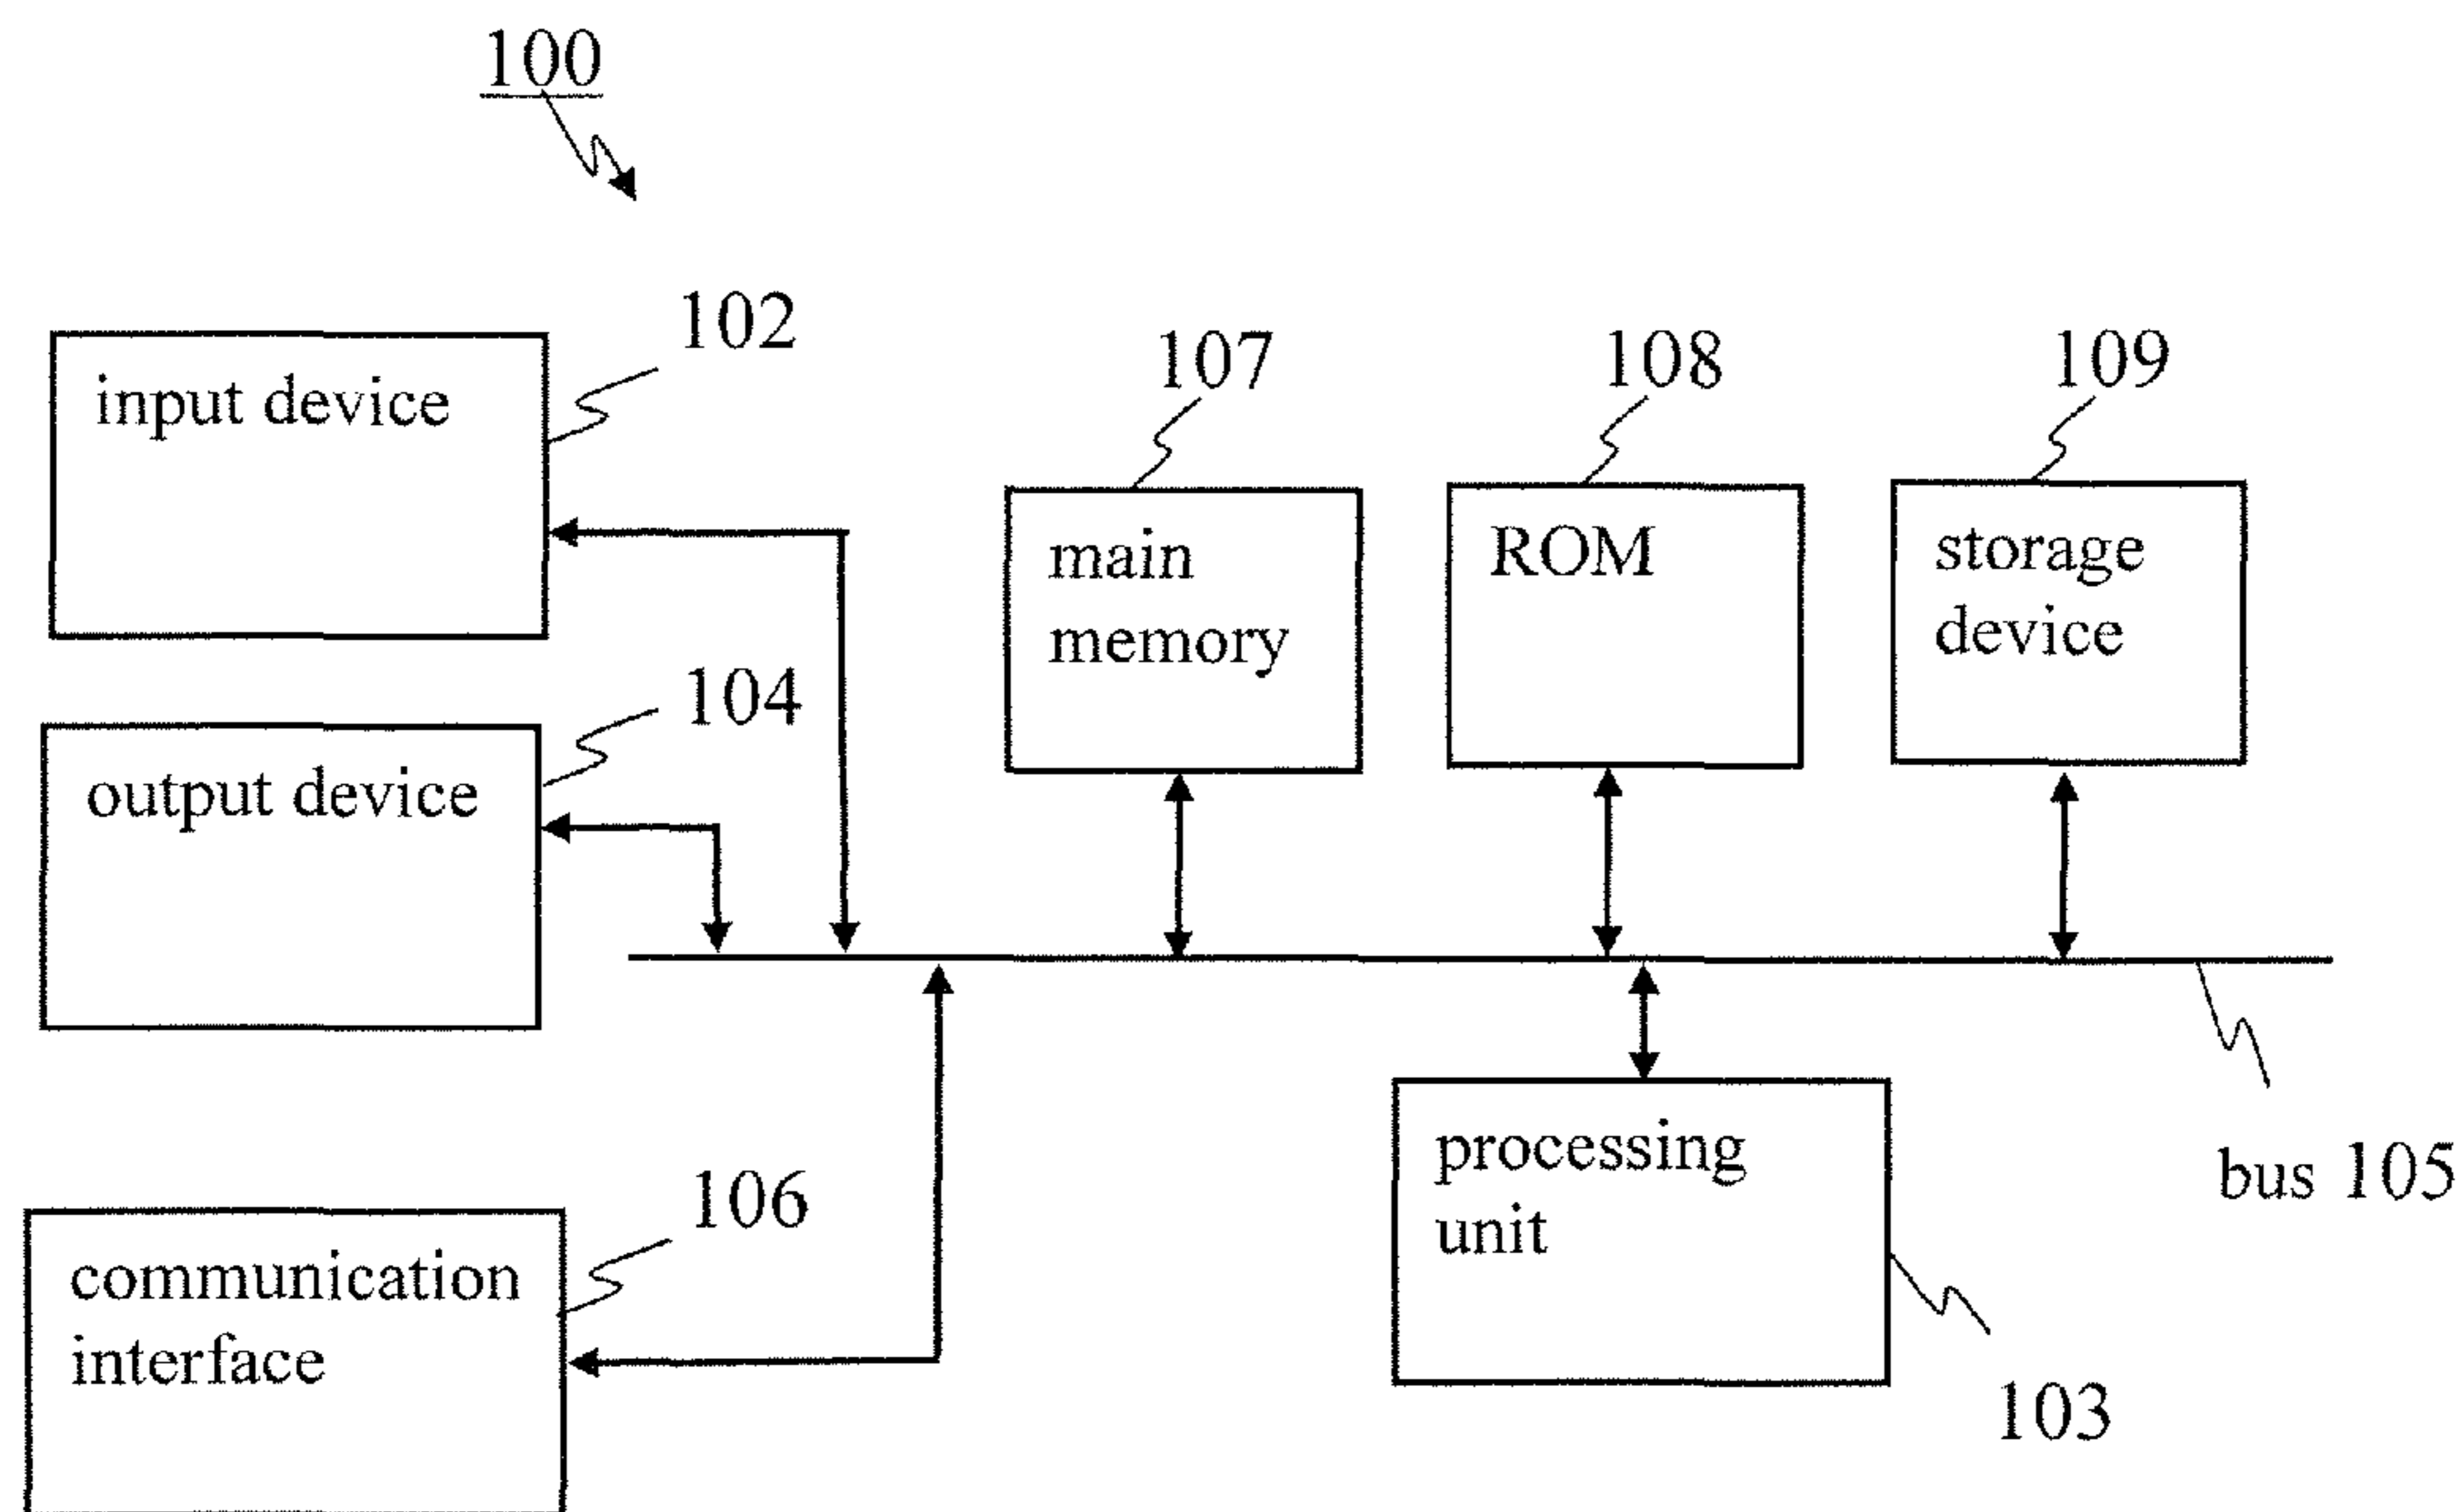 100
102
input device
107
108
109
main
memory
ROM
storage
device
104
output device
106
communication
interface
processing
unit
bus 105
103